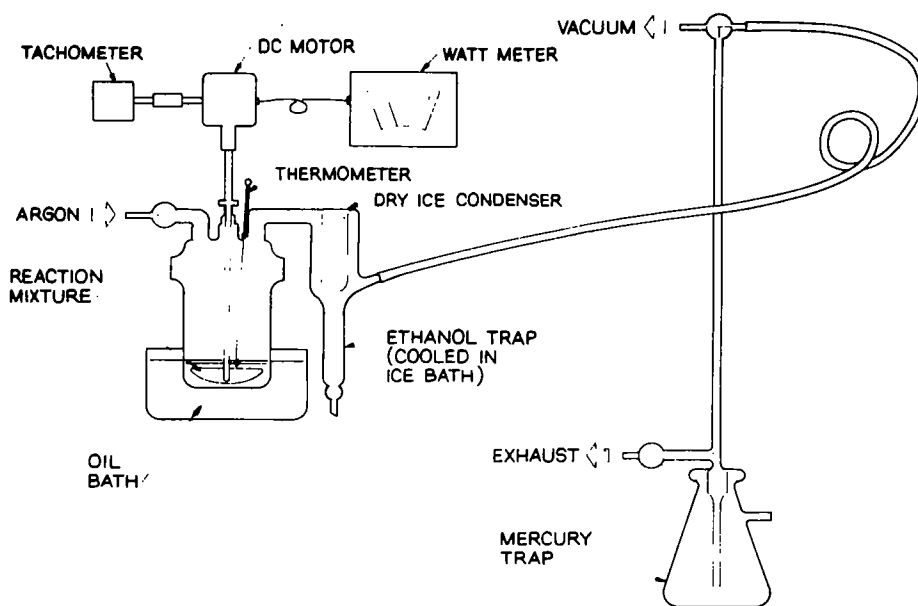 VACUUM
DC MOTOR
TACHOMETER
WATT METER
THERMOMETER
DRY ICE CONDENSER
ARGON
REACTION
MIXTURE
ETHANOL TRAP
(COOLED IN
ICE BATH)
OIL
BATH
EXHAUST
MERCURY
TRAP